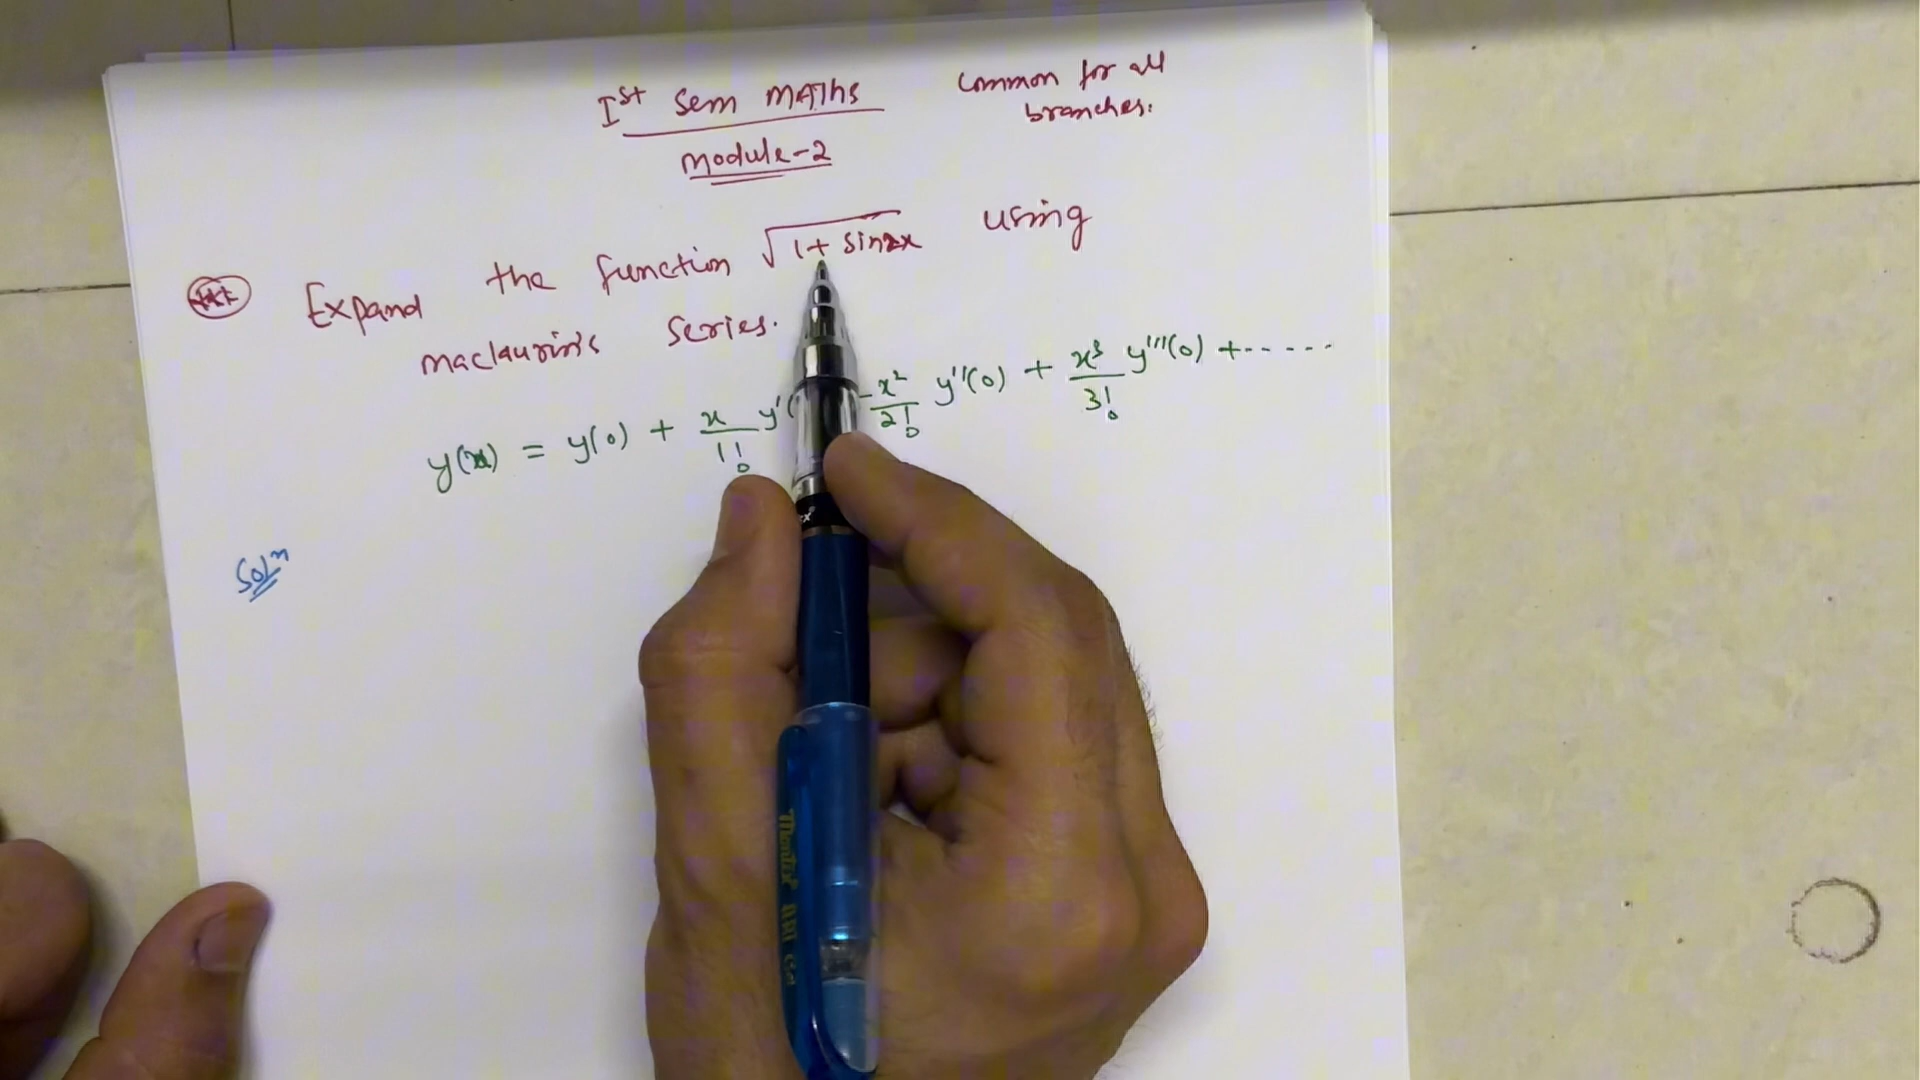 Ist Sem MATHS
Common for all
branches.
Module-2
*** Expand the function √1+sin2x using
maclaurin's series.
y(x) = y(0) + x/1! y'( x²/2! y''(0) + x³/3! y'''(0) +-----
Solⁿ
Montex